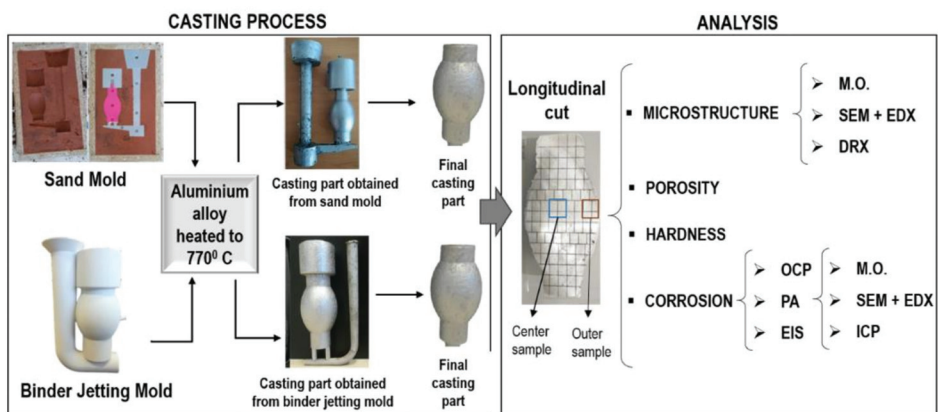 CASTING PROCESS
Sand Mold
Binder Jetting Mold
Aluminium
alloy
heated to
770⁰ C
Casting part obtained
from sand mold
Final
casting
part
Casting part obtained
from binder jetting mold
Final
casting
part
ANALYSIS
Longitudinal
cut
Center
sample
Outer
sample
▪ MICROSTRUCTURE
➢ M.O.
➢ SEM + EDX
➢ DRX
▪ POROSITY
▪ HARDNESS
▪ CORROSION
➢ OCP
➢ PA
➢ EIS
➢ M.O.
➢ SEM + EDX
➢ ICP